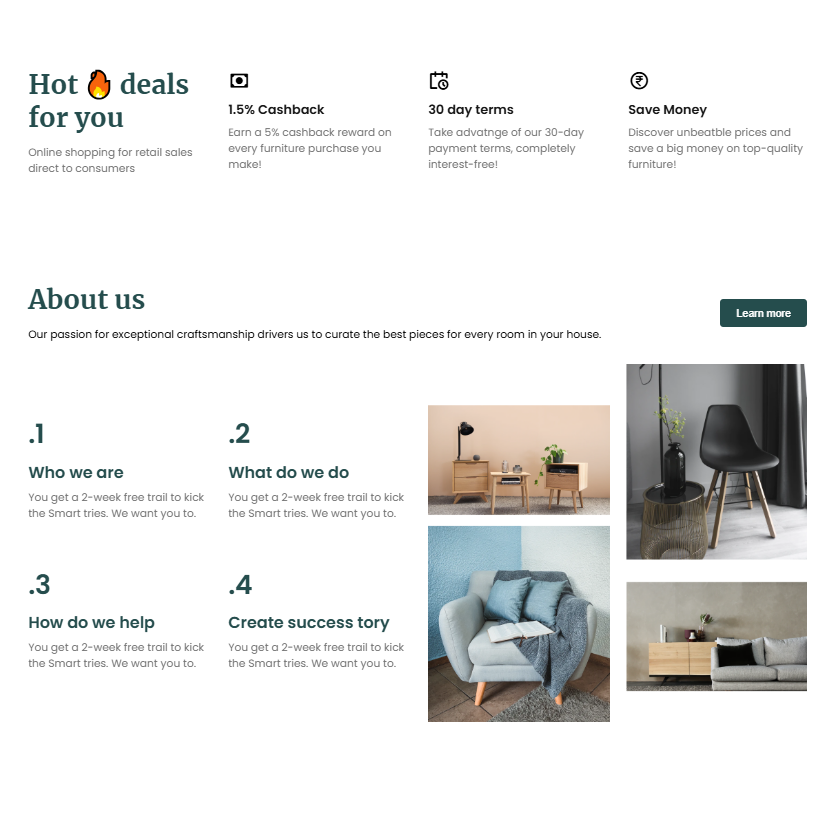 Hot 🔥 deals
for you
Online shopping for retail sales
direct to consumers
1.5% Cashback
Earn a 5% cashback reward on
every furniture purchase you
make!
30 day terms
Take advatnge of our 30-day
payment terms, completely
interest-free!
Save Money
Discover unbeatble prices and
save a big money on top-quality
furniture!
About us
Our passion for exceptional craftsmanship drivers us to curate the best pieces for every room in your house.
Learn more
.1
Who we are
You get a 2-week free trail to kick
the Smart tries. We want you to.
.2
What do we do
You get a 2-week free trail to kick
the Smart tries. We want you to.
.3
How do we help
You get a 2-week free trail to kick
the Smart tries. We want you to.
.4
Create success tory
You get a 2-week free trail to kick
the Smart tries. We want you to.